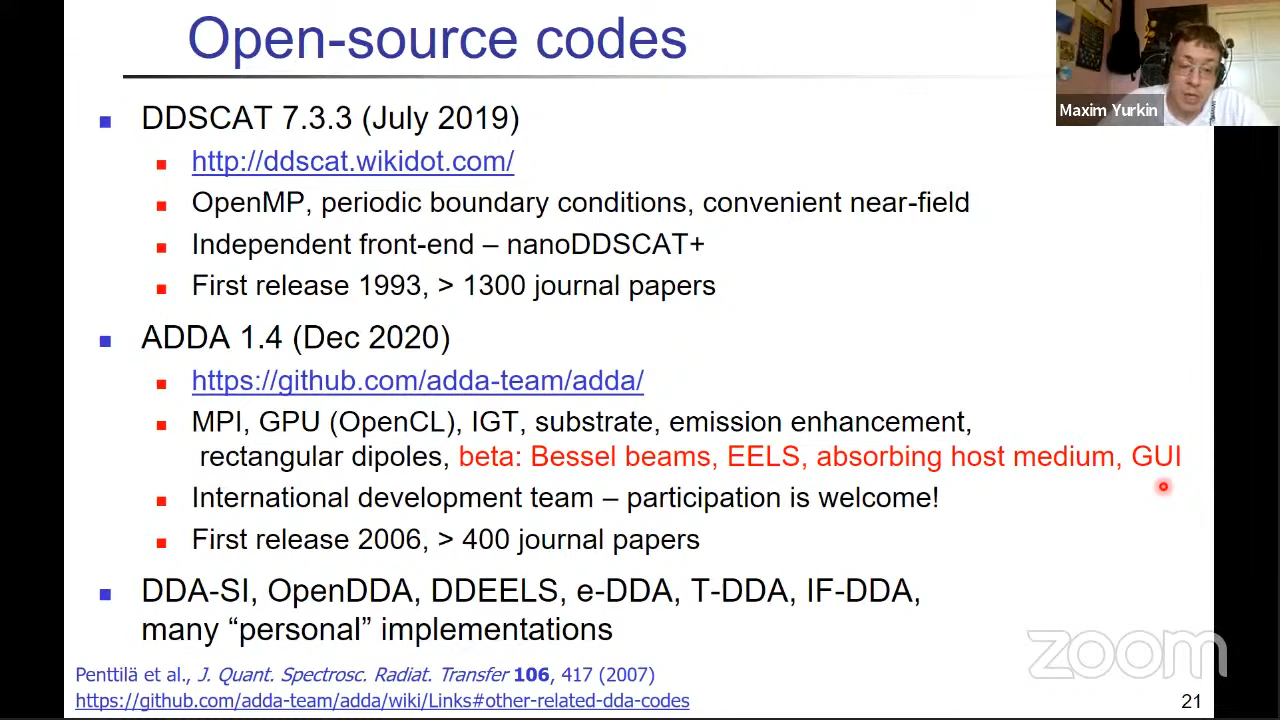 Open-source codes
Maxim Yurkin
DDSCAT 7.3.3 (July 2019)
http://ddscat.wikidot.com/
OpenMP, periodic boundary conditions, convenient near-field
Independent front-end – nanoDDSCAT+
First release 1993, > 1300 journal papers
ADDA 1.4 (Dec 2020)
https://github.com/adda-team/adda/
MPI, GPU (OpenCL), IGT, substrate, emission enhancement,
rectangular dipoles, beta: Bessel beams, EELS, absorbing host medium, GUI
International development team – participation is welcome!
First release 2006, > 400 journal papers
DDA-SI, OpenDDA, DDEELS, e-DDA, T-DDA, IF-DDA,
many “personal” implementations
zoom
Penttilä et al., J. Quant. Spectrosc. Radiat. Transfer 106, 417 (2007)
https://github.com/adda-team/adda/wiki/Links#other-related-dda-codes
21